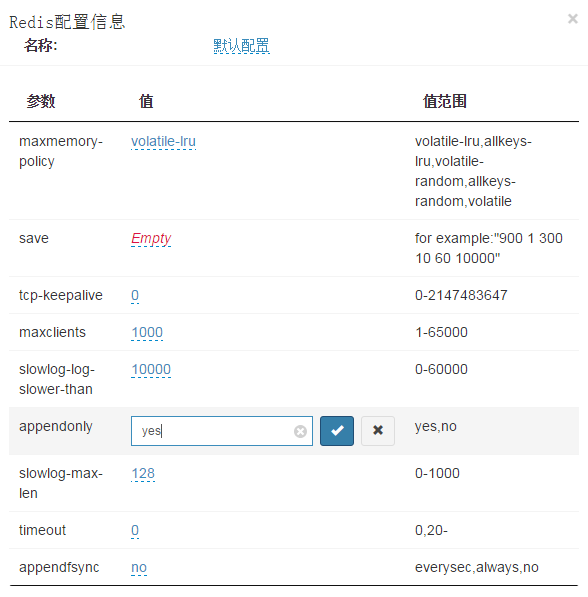 Redis配置信息
×
名称: 默认配置
参数 值 值范围
maxmemory- volatile-lru volatile-lru,allkeys-
policy lru,volatile-
random,allkeys-
random,volatile
save Empty for example:"900 1 300
10 60 10000"
tcp-keepalive 0 0-2147483647
maxclients 1000 1-65000
slowlog-log- 10000 0-60000
slower-than
appendonly yes yes,no
slowlog-max- 128 0-1000
len
timeout 0 0,20-
appendfsync no everysec,always,no